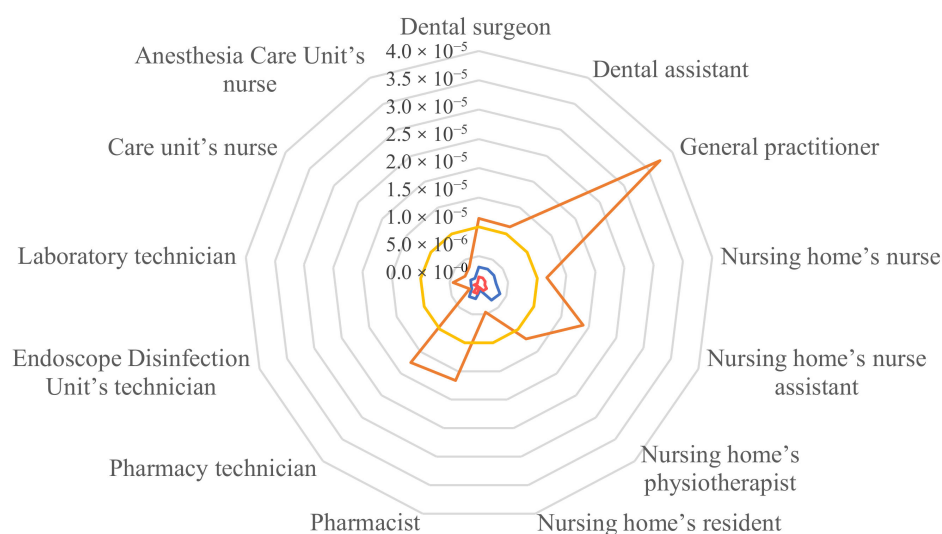 Dental surgeon
4.0 × 10⁻⁵
3.5 × 10⁻⁵
3.0 × 10⁻⁵
2.5 × 10⁻⁵
2.0 × 10⁻⁵
1.5 × 10⁻⁵
1.0 × 10⁻⁵
5.0 × 10⁻⁶
0.0 × 10⁻⁰
Dental assistant
General practitioner
Nursing home’s nurse
Nursing home’s nurse
assistant
Nursing home’s
physiotherapist
Nursing home’s resident
Pharmacist
Pharmacy technician
Endoscope Disinfection
Unit’s technician
Laboratory technician
Care unit’s nurse
Anesthesia Care Unit’s
nurse